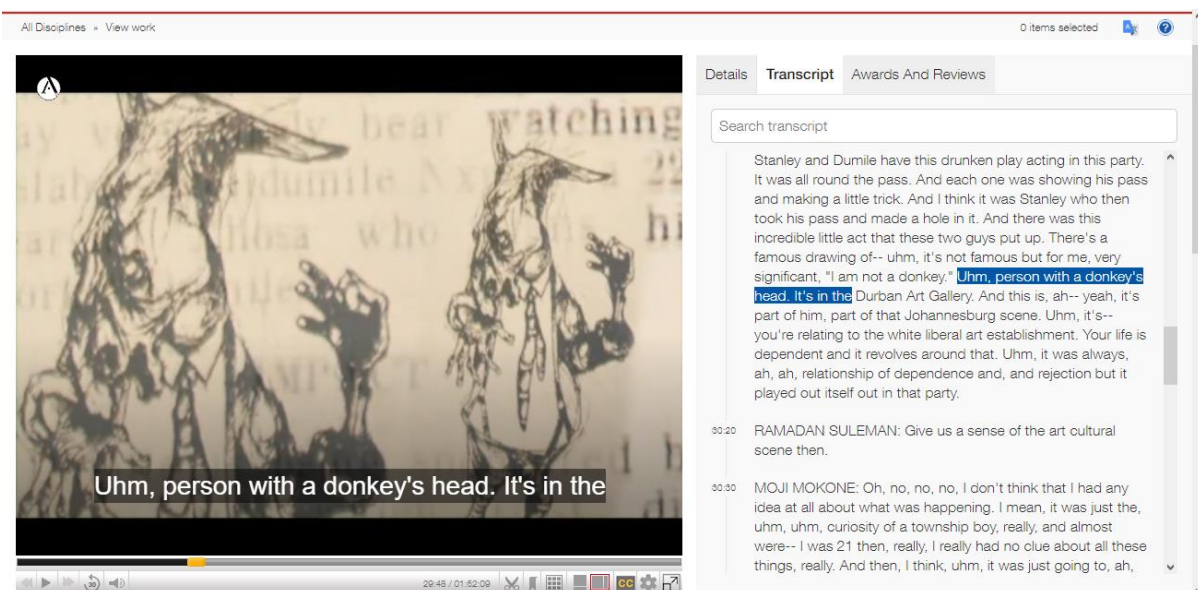 All Disciplines » View work
0 items selected
watching
hear
dumile
who
hi
Uhm, person with a donkey's head. It's in the
29:48 / 01:52:09
30
CC
Details
Transcript
Awards And Reviews
Search transcript
Stanley and Dumile have this drunken play acting in this party.
It was all round the pass. And each one was showing his pass
and making a little trick. And I think it was Stanley who then
took his pass and made a hole in it. And there was this
incredible little act that these two guys put up. There's a
famous drawing of-- uhm, it's not famous but for me, very
significant, "I am not a donkey." Uhm, person with a donkey's
head. It's in the Durban Art Gallery. And this is, ah-- yeah, it's
part of him, part of that Johannesburg scene. Uhm, it's--
you're relating to the white liberal art establishment. Your life is
dependent and it revolves around that. Uhm, it was always,
ah, ah, relationship of dependence and, and rejection but it
played out itself out in that party.
30:20 RAMADAN SULEMAN: Give us a sense of the art cultural
scene then.
30:30 MOJI MOKONE: Oh, no, no, no, I don't think that I had any
idea at all about what was happening. I mean, it was just the,
uhm, uhm, curiosity of a township boy, really, and almost
were-- I was 21 then, really, I really had no clue about all these
things, really. And then, I think, uhm, it was just going to, ah,